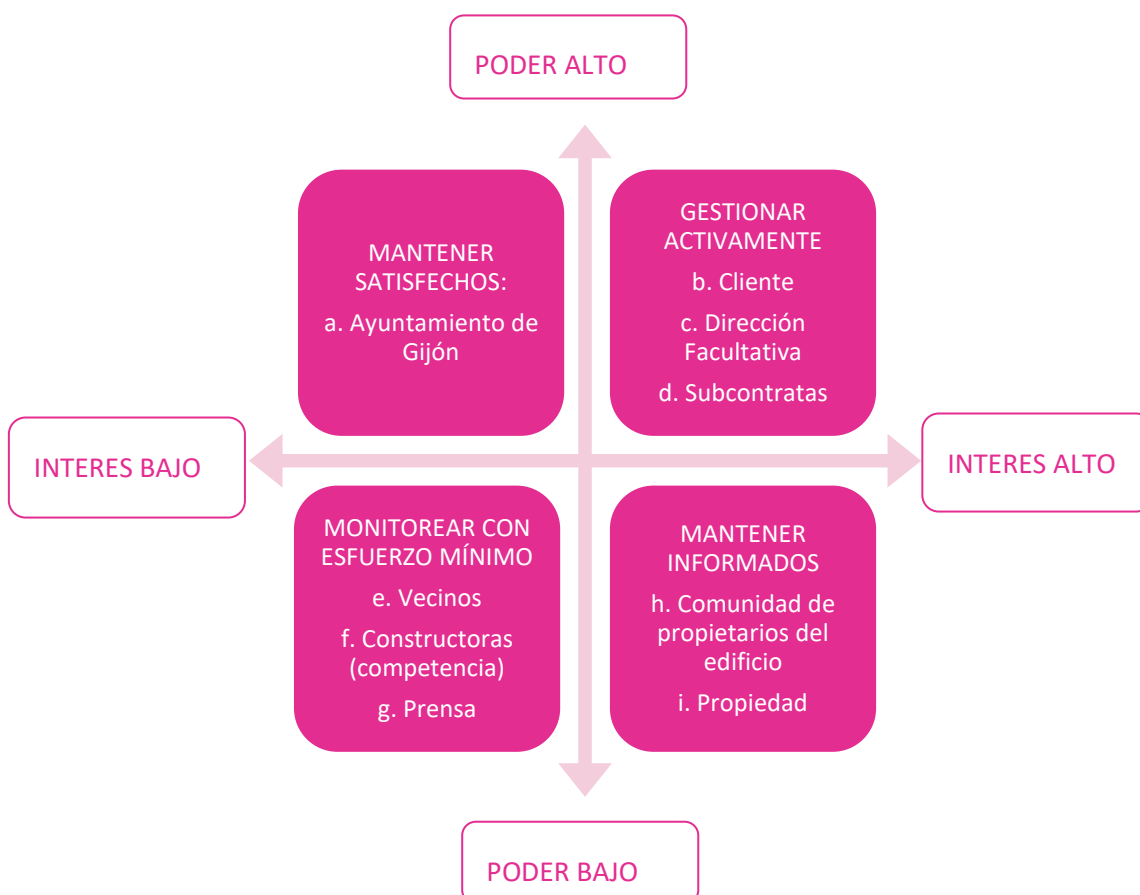 PODER ALTO
MANTENER
SATISFECHOS:
a. Ayuntamiento de
Gijón
GESTIONAR
ACTIVAMENTE
b. Cliente
c. Dirección
Facultativa
d. Subcontratas
INTERES BAJO
INTERES ALTO
MONITOREAR CON
ESFUERZO MÍNIMO
e. Vecinos
f. Constructoras
(competencia)
g. Prensa
MANTENER
INFORMADOS
h. Comunidad de
propietarios del
edificio
i. Propiedad
PODER BAJO